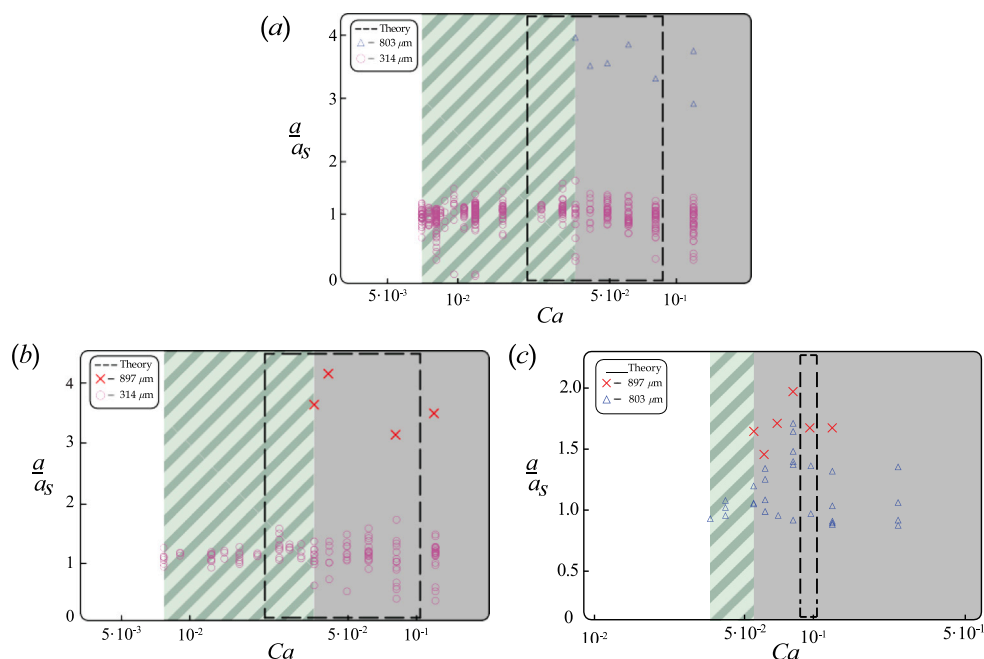 (a)
4
3
2
1
0
a
aS
Theory
– 803 μm
– 314 μm
5·10-3
10-2
5·10-2
10-1
Ca
(b)
4
3
2
1
0
a
aS
Theory
– 897 μm
– 314 μm
5·10-3
10-2
5·10-2
10-1
Ca
(c)
2.0
1.5
1.0
0.5
0
a
aS
Theory
– 897 μm
– 803 μm
10-2
5·10-2
10-1
5·10-1
Ca